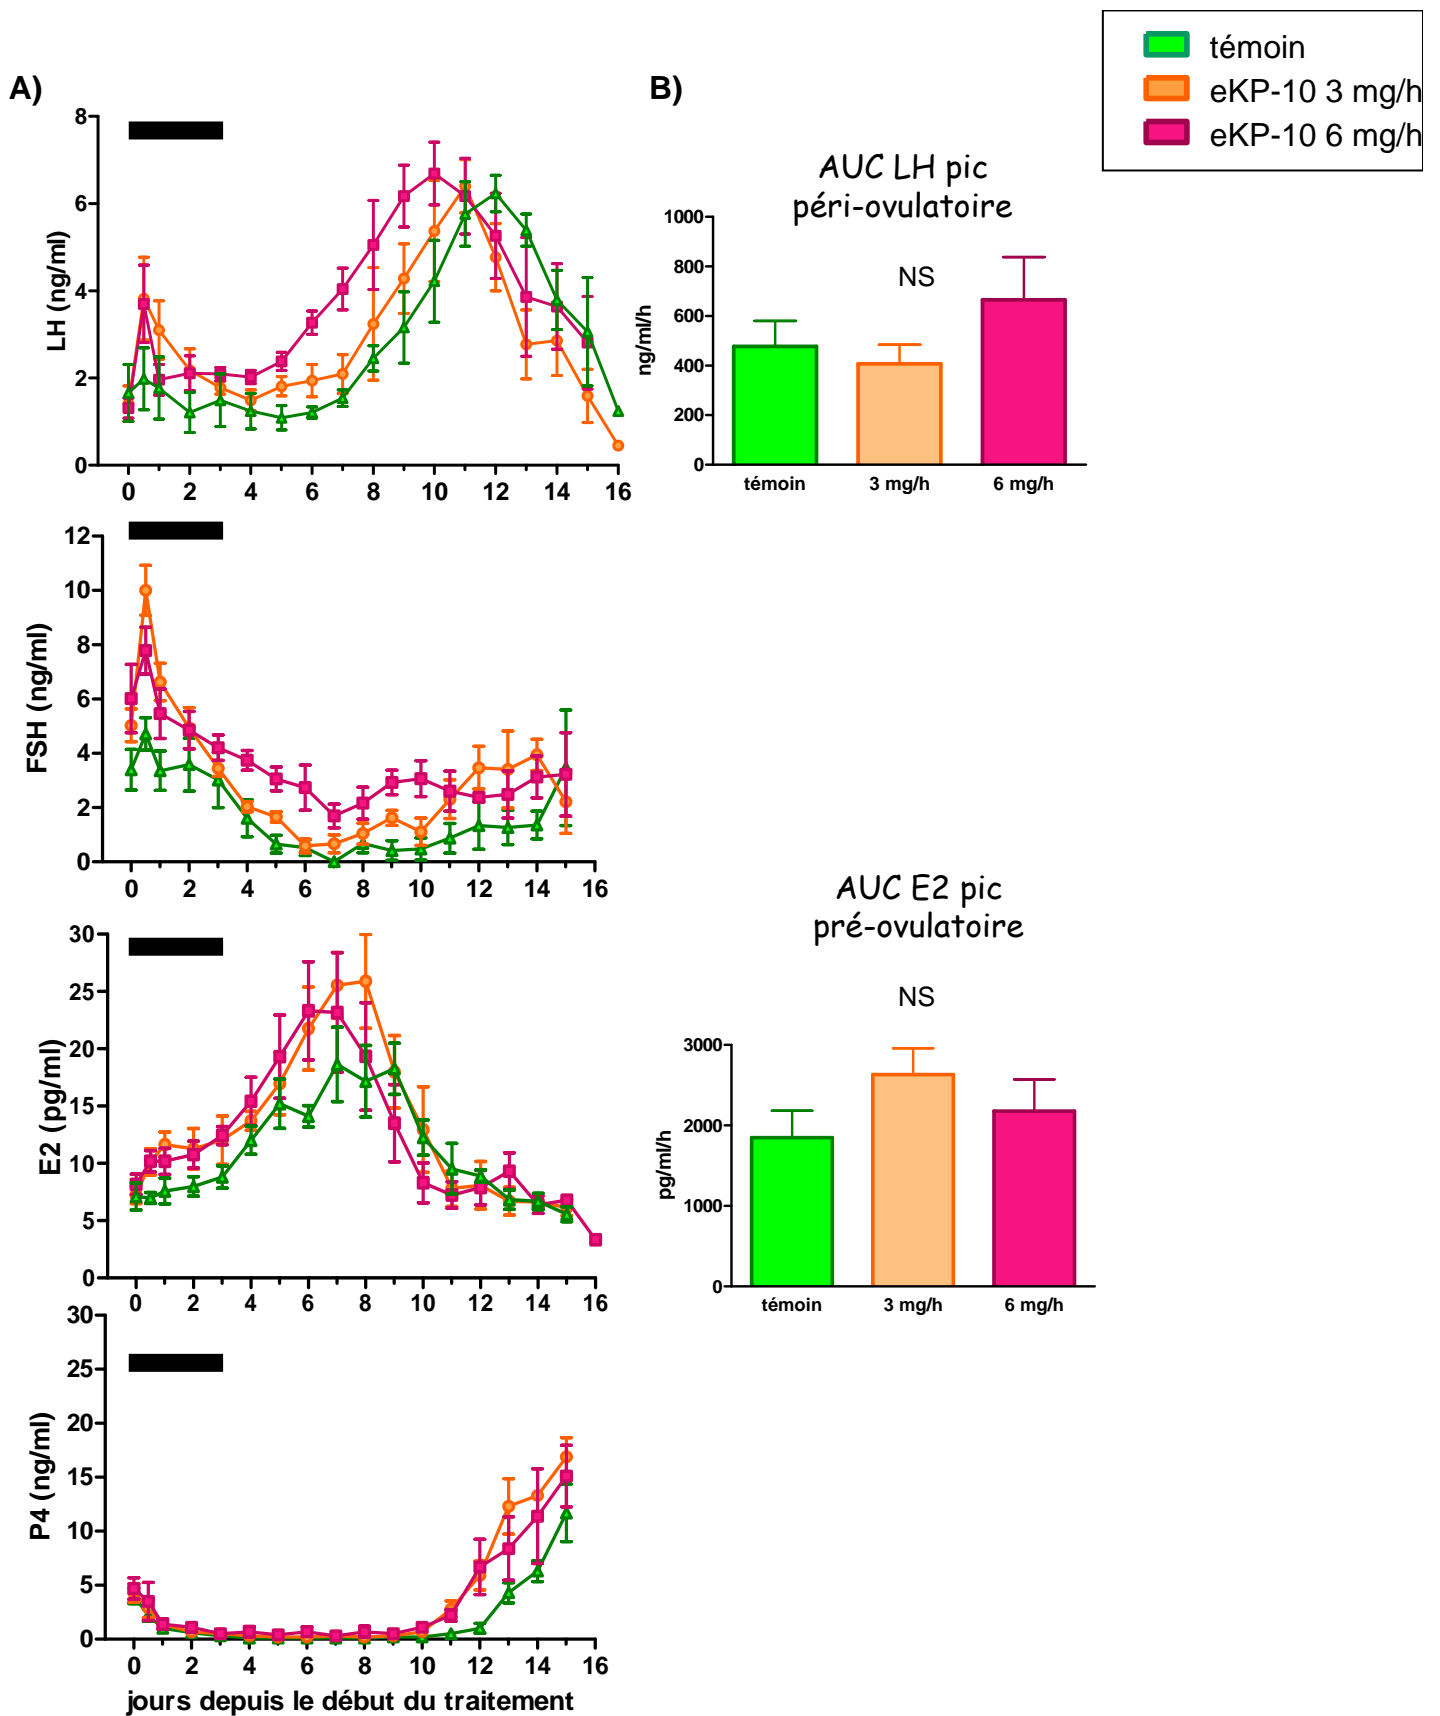 témoin
eKP-10 3 mg/h
eKP-10 6 mg/h
A)
B)
8
6
4
2
0
LH (ng/ml)
0 2 4 6 8 10 12 14 16
AUC LH pic
péri-ovulatoire
1000
800
600
400
200
0
ng/ml/h
NS
témoin 3 mg/h 6 mg/h
12
10
8
6
4
2
0
FSH (ng/ml)
0 2 4 6 8 10 12 14 16
30
25
20
15
10
5
0
E2 (pg/ml)
0 2 4 6 8 10 12 14 16
AUC E2 pic
pré-ovulatoire
NS
3000
2000
1000
0
pg/ml/h
témoin 3 mg/h 6 mg/h
30
25
20
15
10
5
0
P4 (ng/ml)
0 2 4 6 8 10 12 14 16
jours depuis le début du traitement